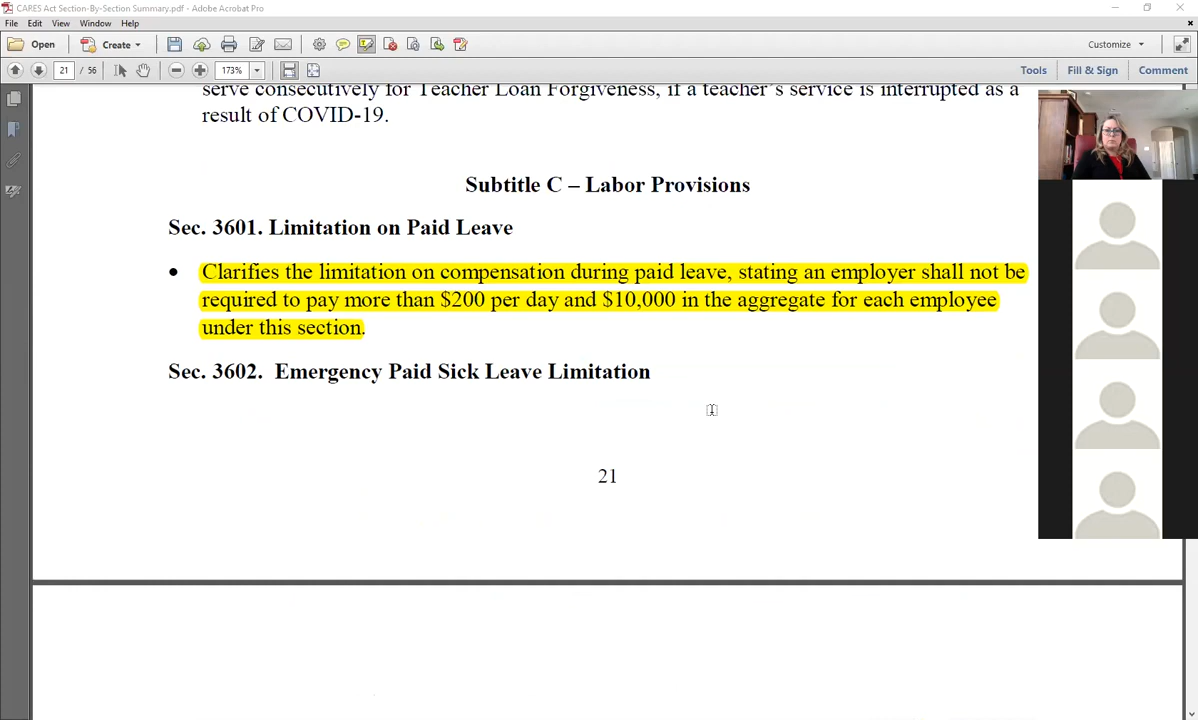 CARES Act Section-By-Section Summary.pdf - Adobe Acrobat Pro
File Edit View Window Help
Open Create Customize
21 / 56 173% Tools Fill & Sign Comment
serve consecutively for Teacher Loan Forgiveness, if a teacher's service is interrupted as a
result of COVID-19.
Subtitle C – Labor Provisions
Sec. 3601. Limitation on Paid Leave
• Clarifies the limitation on compensation during paid leave, stating an employer shall not be
required to pay more than $200 per day and $10,000 in the aggregate for each employee
under this section.
Sec. 3602.  Emergency Paid Sick Leave Limitation
21